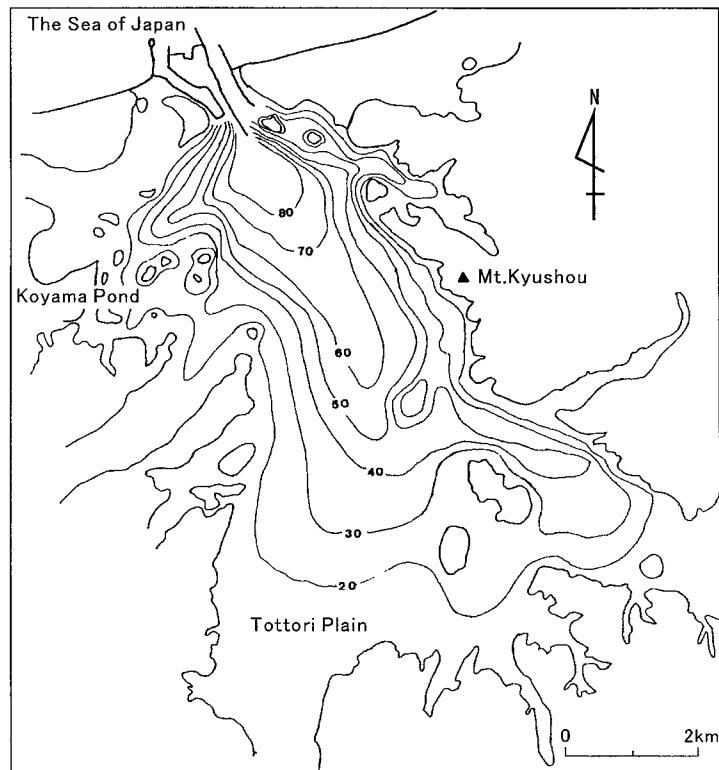 The Sea of Japan
N
80
70
Mt.Kyushou
Koyama Pond
60
50
40
30
20
Tottori Plain
0 2km